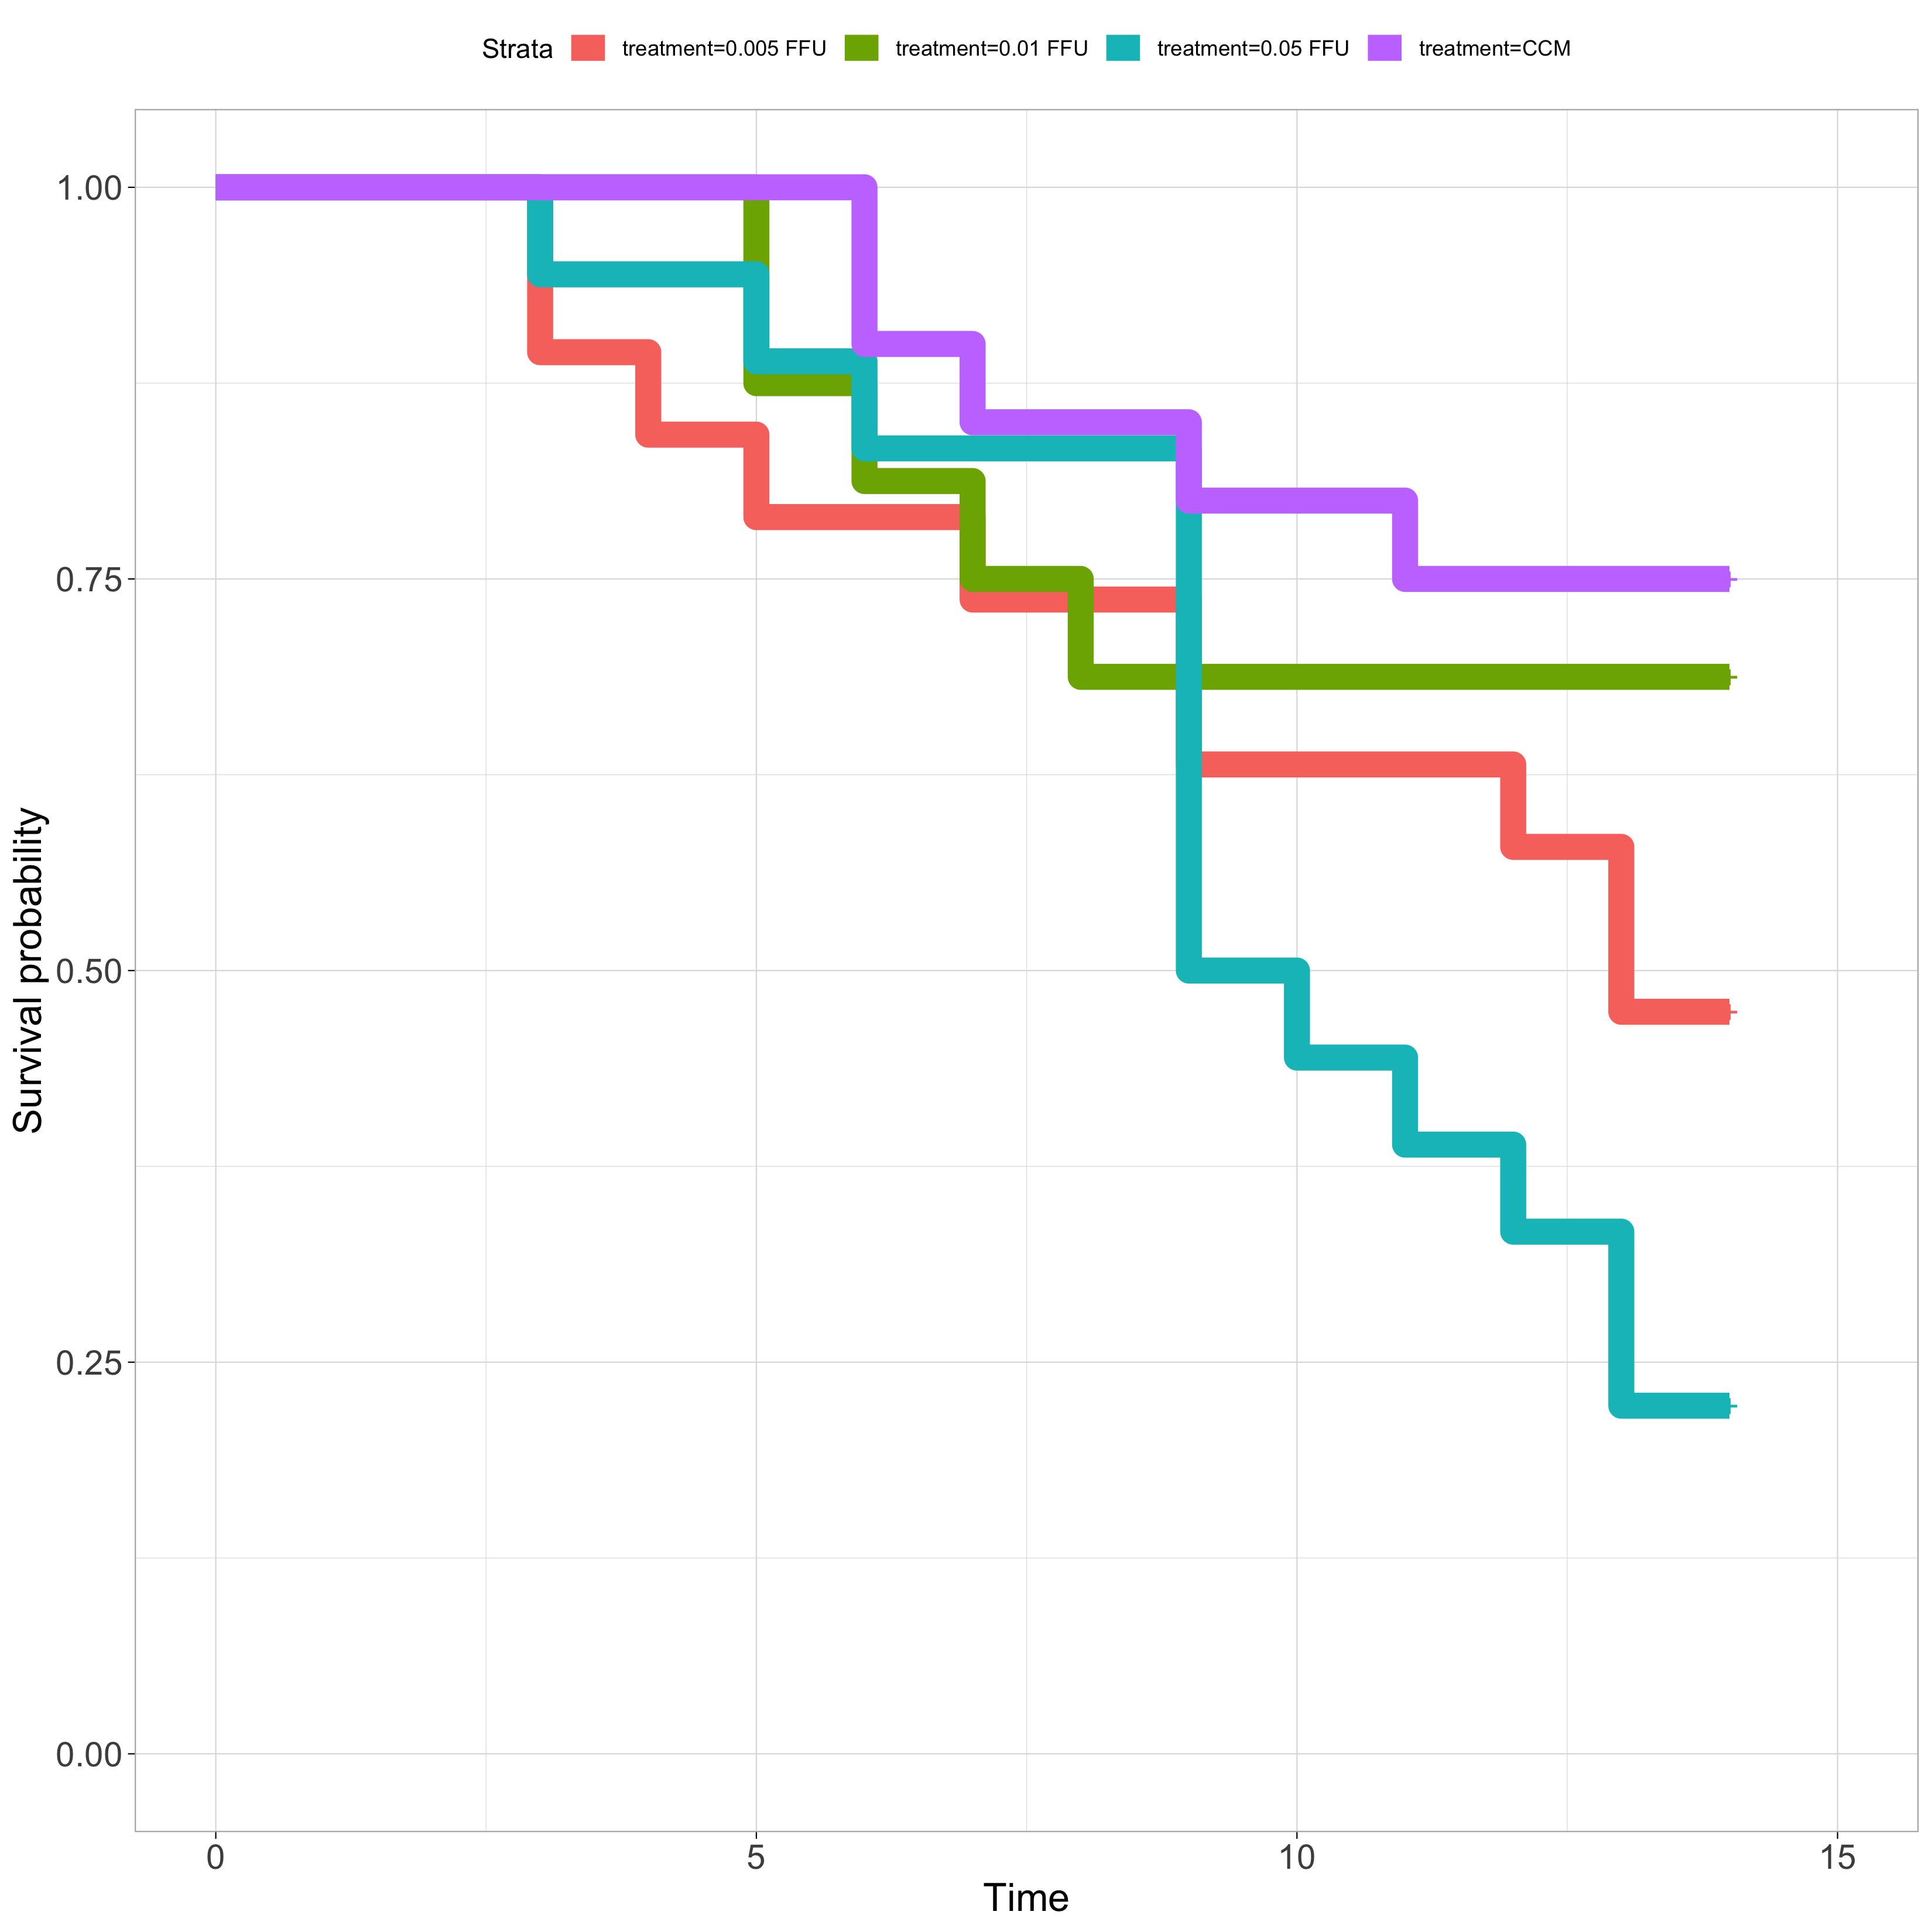 Strata treatment=0.005 FFU treatment=0.01 FFU treatment=0.05 FFU treatment=CCM
1.00
0.75
0.50
0.25
0.00
Survival probability
0 5 10 15
Time